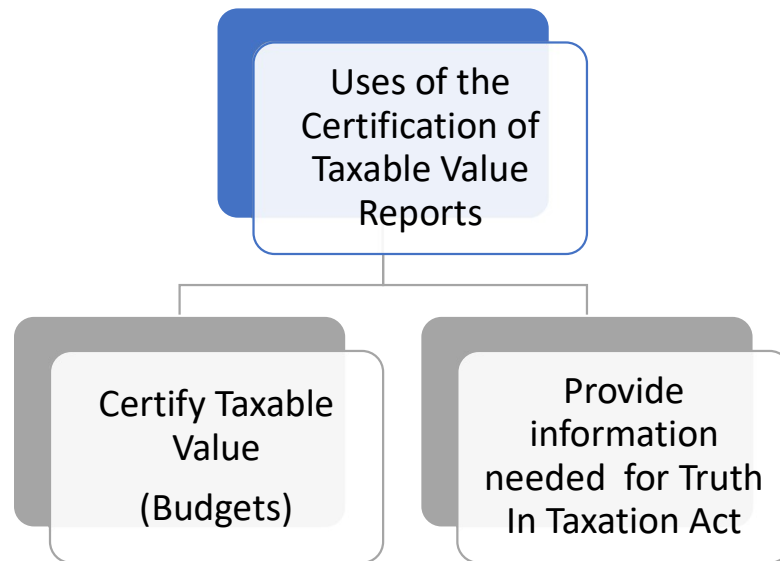 Uses of the
Certification of
Taxable Value
Reports
Certify Taxable
Value
(Budgets)
Provide
information
needed  for Truth
In Taxation Act